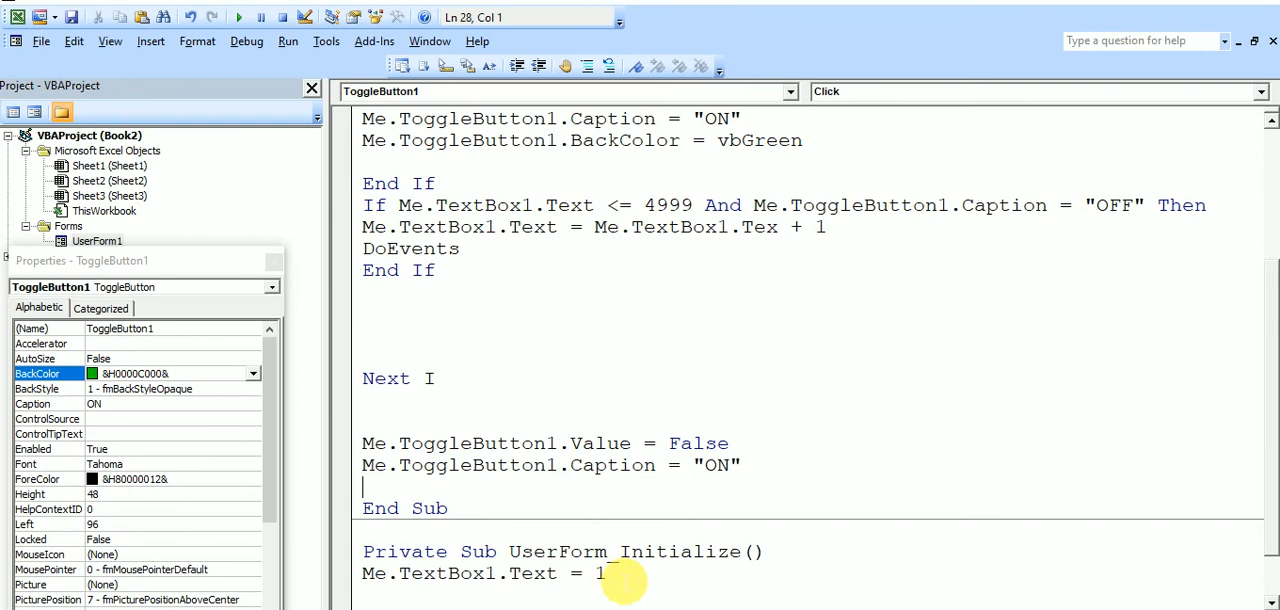 Ln 28, Col 1
File Edit View Insert Format Debug Run Tools Add-Ins Window Help
Type a question for help
Project - VBAProject
ToggleButton1
Click
VBAProject (Book2)
Microsoft Excel Objects
Sheet1 (Sheet1)
Sheet2 (Sheet2)
Sheet3 (Sheet3)
ThisWorkbook
Forms
UserForm1
Properties - ToggleButton1
ToggleButton1 ToggleButton
Alphabetic Categorized
(Name) ToggleButton1
Accelerator
AutoSize False
BackColor &H0000C000&
BackStyle 1 - fmBackStyleOpaque
Caption ON
ControlSource
ControlTipText
Enabled True
Font Tahoma
ForeColor &H80000012&
Height 48
HelpContextID 0
Left 96
Locked False
MouseIcon (None)
MousePointer 0 - fmMousePointerDefault
Picture (None)
PicturePosition 7 - fmPicturePositionAboveCenter
Me.ToggleButton1.Caption = "ON"
Me.ToggleButton1.BackColor = vbGreen
End If
If Me.TextBox1.Text <= 4999 And Me.ToggleButton1.Caption = "OFF" Then
Me.TextBox1.Text = Me.TextBox1.Tex + 1
DoEvents
End If
Next I
Me.ToggleButton1.Value = False
Me.ToggleButton1.Caption = "ON"
End Sub
Private Sub UserForm_Initialize()
Me.TextBox1.Text = 1